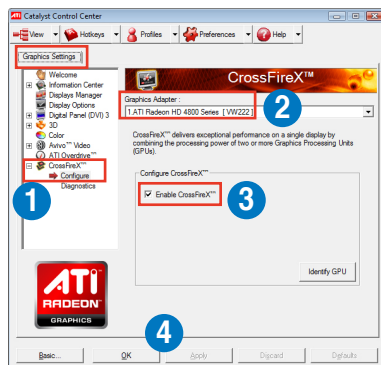 ATI Catalyst Control Center
View Hotkeys Profiles Preferences Help
Graphics Settings
Welcome
Information Center
Displays Manager
Display Options
Digital Panel (DVI) 3
3D
Color
Avivo™ Video
ATI Overdrive™
CrossFireX™
Configure
Diagnostics
1
CrossFireX™
Graphics Adapter :
1.ATI Radeon HD 4800 Series [ VW222 ]
2
CrossFireX™ delivers exceptional performance on a single display by
combining the processing power of two or more Graphics Processing Units
(GPUs).
Configure CrossFireX™
Enable CrossFireX™
3
Identify GPU
ATI
RADEON
GRAPHICS
4
Basic... OK Apply Discard Defaults